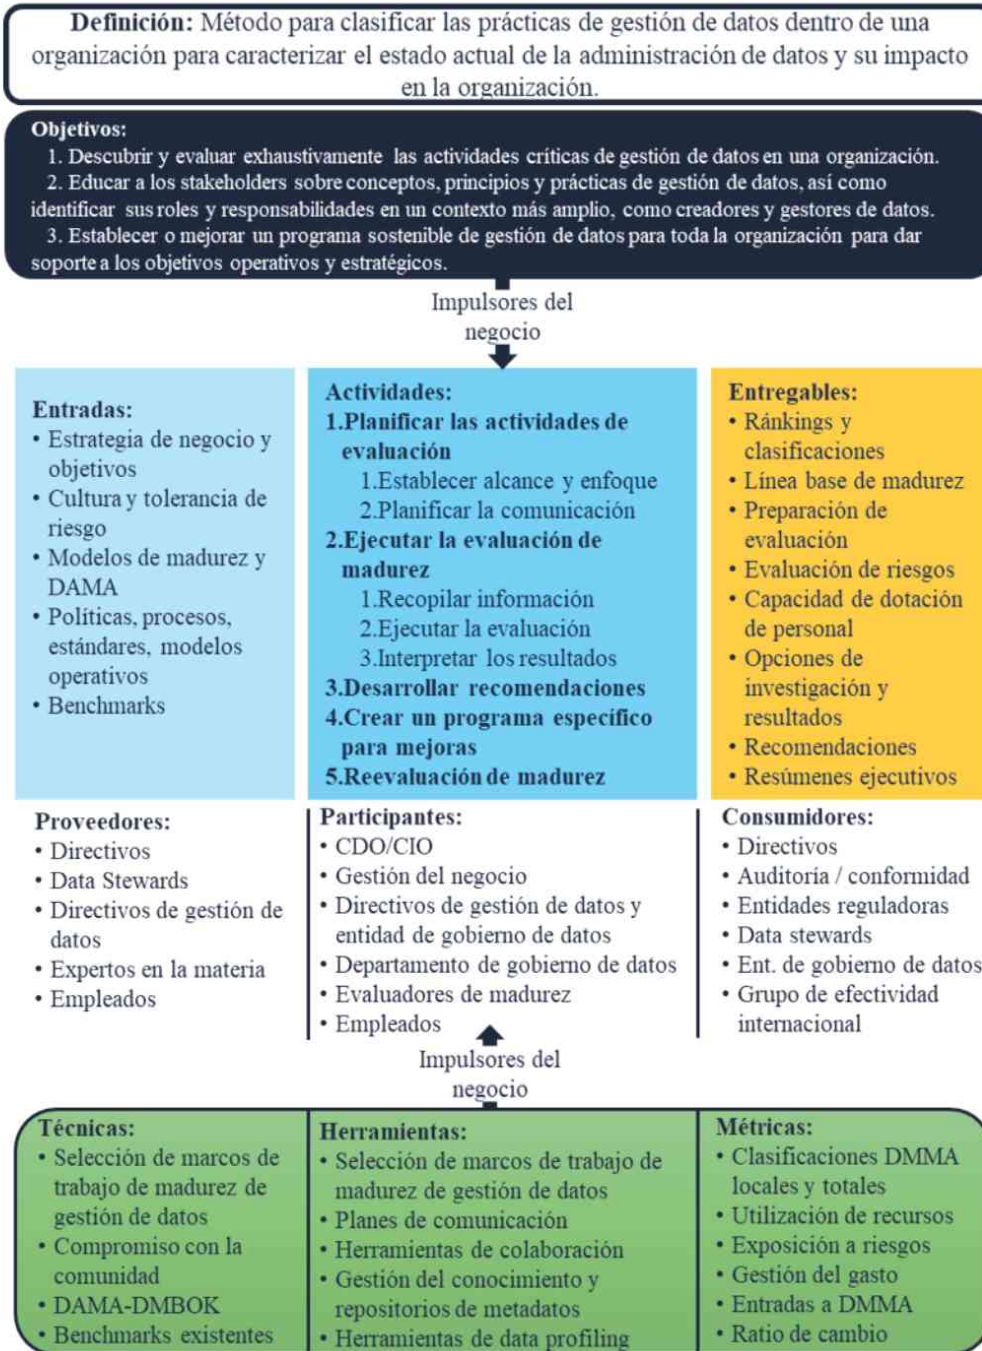 Definición: Método para clasificar las prácticas de gestión de datos dentro de una
organización para caracterizar el estado actual de la administración de datos y su impacto
en la organización.
Objetivos:
1. Descubrir y evaluar exhaustivamente las actividades críticas de gestión de datos en una organización.
2. Educar a los stakeholders sobre conceptos, principios y prácticas de gestión de datos, así como
identificar sus roles y responsabilidades en un contexto más amplio, como creadores y gestores de datos.
3. Establecer o mejorar un programa sostenible de gestión de datos para toda la organización para dar
soporte a los objetivos operativos y estratégicos.
Impulsores del
negocio
Entradas:
• Estrategia de negocio y
objetivos
• Cultura y tolerancia de
riesgo
• Modelos de madurez y
DAMA
• Políticas, procesos,
estándares, modelos
operativos
• Benchmarks
Actividades:
1.Planificar las actividades de
evaluación
1.Establecer alcance y enfoque
2.Planificar la comunicación
2.Ejecutar la evaluación de
madurez
1.Recopilar información
2.Ejecutar la evaluación
3.Interpretar los resultados
3.Desarrollar recomendaciones
4.Crear un programa específico
para mejoras
5.Reevaluación de madurez
Entregables:
• Ránkings y
clasificaciones
• Línea base de madurez
• Preparación de
evaluación
• Evaluación de riesgos
• Capacidad de dotación
de personal
• Opciones de
investigación y
resultados
• Recomendaciones
• Resúmenes ejecutivos
Proveedores:
• Directivos
• Data Stewards
• Directivos de gestión de
datos
• Expertos en la materia
• Empleados
Participantes:
• CDO/CIO
• Gestión del negocio
• Directivos de gestión de datos y
entidad de gobierno de datos
• Departamento de gobierno de datos
• Evaluadores de madurez
• Empleados
Consumidores:
• Directivos
• Auditoría / conformidad
• Entidades reguladoras
• Data stewards
• Ent. de gobierno de datos
• Grupo de efectividad
internacional
Impulsores del
negocio
Técnicas:
• Selección de marcos de
trabajo de madurez de
gestión de datos
• Compromiso con la
comunidad
• DAMA-DMBOK
• Benchmarks existentes
Herramientas:
• Selección de marcos de trabajo de
madurez de gestión de datos
• Planes de comunicación
• Herramientas de colaboración
• Gestión del conocimiento y
repositorios de metadatos
• Herramientas de data profiling
Métricas:
• Clasificaciones DMMA
locales y totales
• Utilización de recursos
• Exposición a riesgos
• Gestión del gasto
• Entradas a DMMA
• Ratio de cambio